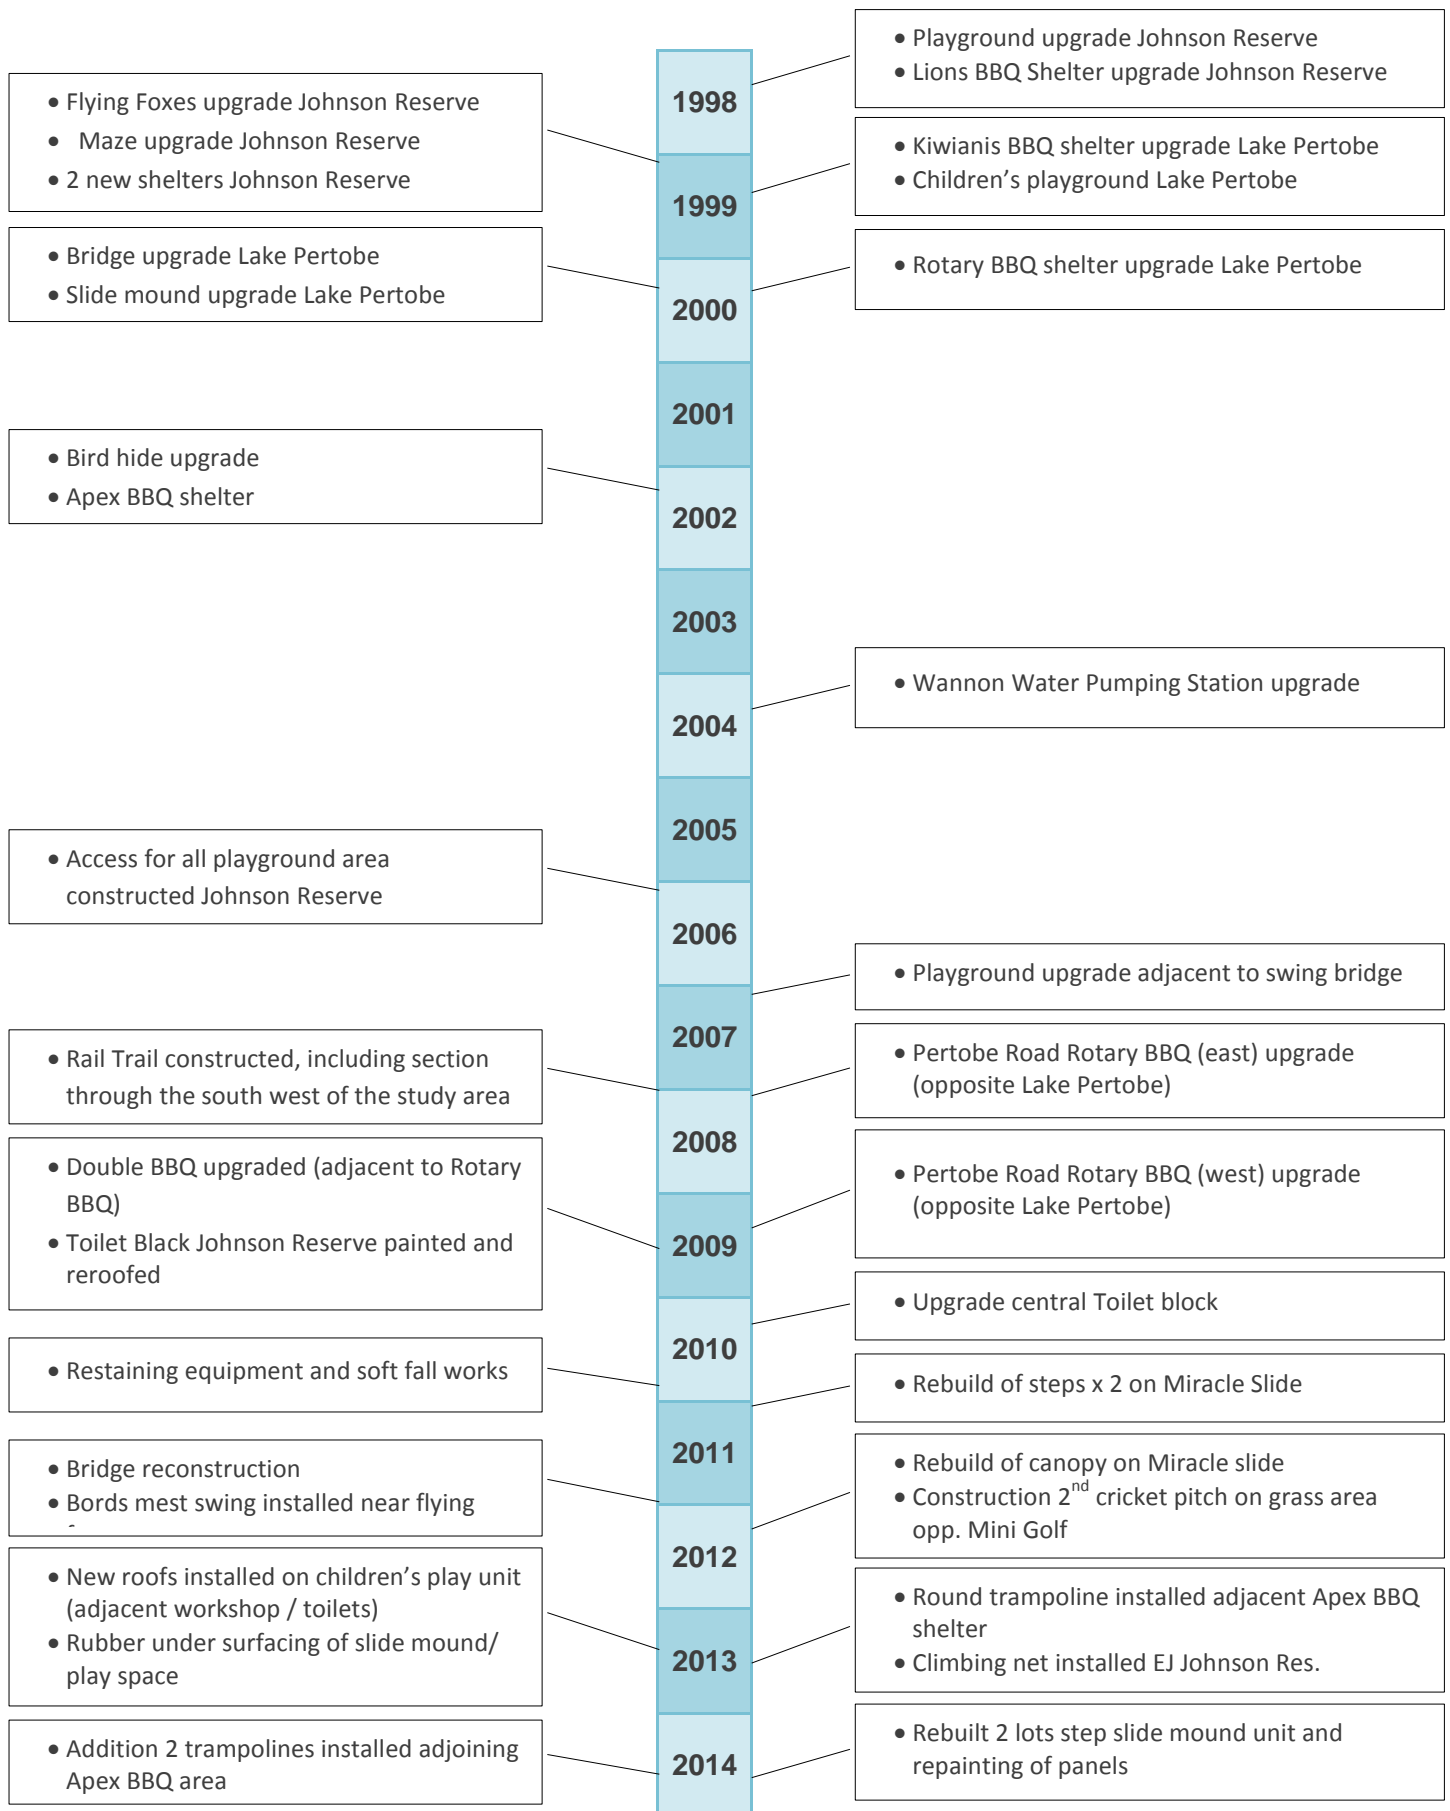 • Playground upgrade Johnson Reserve
• Lions BBQ Shelter upgrade Johnson Reserve
1998
• Flying Foxes upgrade Johnson Reserve
• Maze upgrade Johnson Reserve
• 2 new shelters Johnson Reserve
• Kiwianis BBQ shelter upgrade Lake Pertobe
• Children’s playground Lake Pertobe
1999
• Bridge upgrade Lake Pertobe
• Slide mound upgrade Lake Pertobe
• Rotary BBQ shelter upgrade Lake Pertobe
2000
2001
• Bird hide upgrade
• Apex BBQ shelter
2002
2003
• Wannon Water Pumping Station upgrade
2004
2005
• Access for all playground area
constructed Johnson Reserve
2006
• Playground upgrade adjacent to swing bridge
2007
• Rail Trail constructed, including section
through the south west of the study area
• Pertobe Road Rotary BBQ (east) upgrade
(opposite Lake Pertobe)
2008
• Double BBQ upgraded (adjacent to Rotary
BBQ)
• Toilet Black Johnson Reserve painted and
reroofed
• Pertobe Road Rotary BBQ (west) upgrade
(opposite Lake Pertobe)
2009
• Upgrade central Toilet block
2010
• Restaining equipment and soft fall works
• Rebuild of steps x 2 on Miracle Slide
2011
• Bridge reconstruction
• Bords mest swing installed near flying
• Rebuild of canopy on Miracle slide
• Construction 2nd cricket pitch on grass area
opp. Mini Golf
2012
• New roofs installed on children’s play unit
(adjacent workshop / toilets)
• Rubber under surfacing of slide mound/
play space
• Round trampoline installed adjacent Apex BBQ
shelter
• Climbing net installed EJ Johnson Res.
2013
• Addition 2 trampolines installed adjoining
Apex BBQ area
• Rebuilt 2 lots step slide mound unit and
repainting of panels
2014